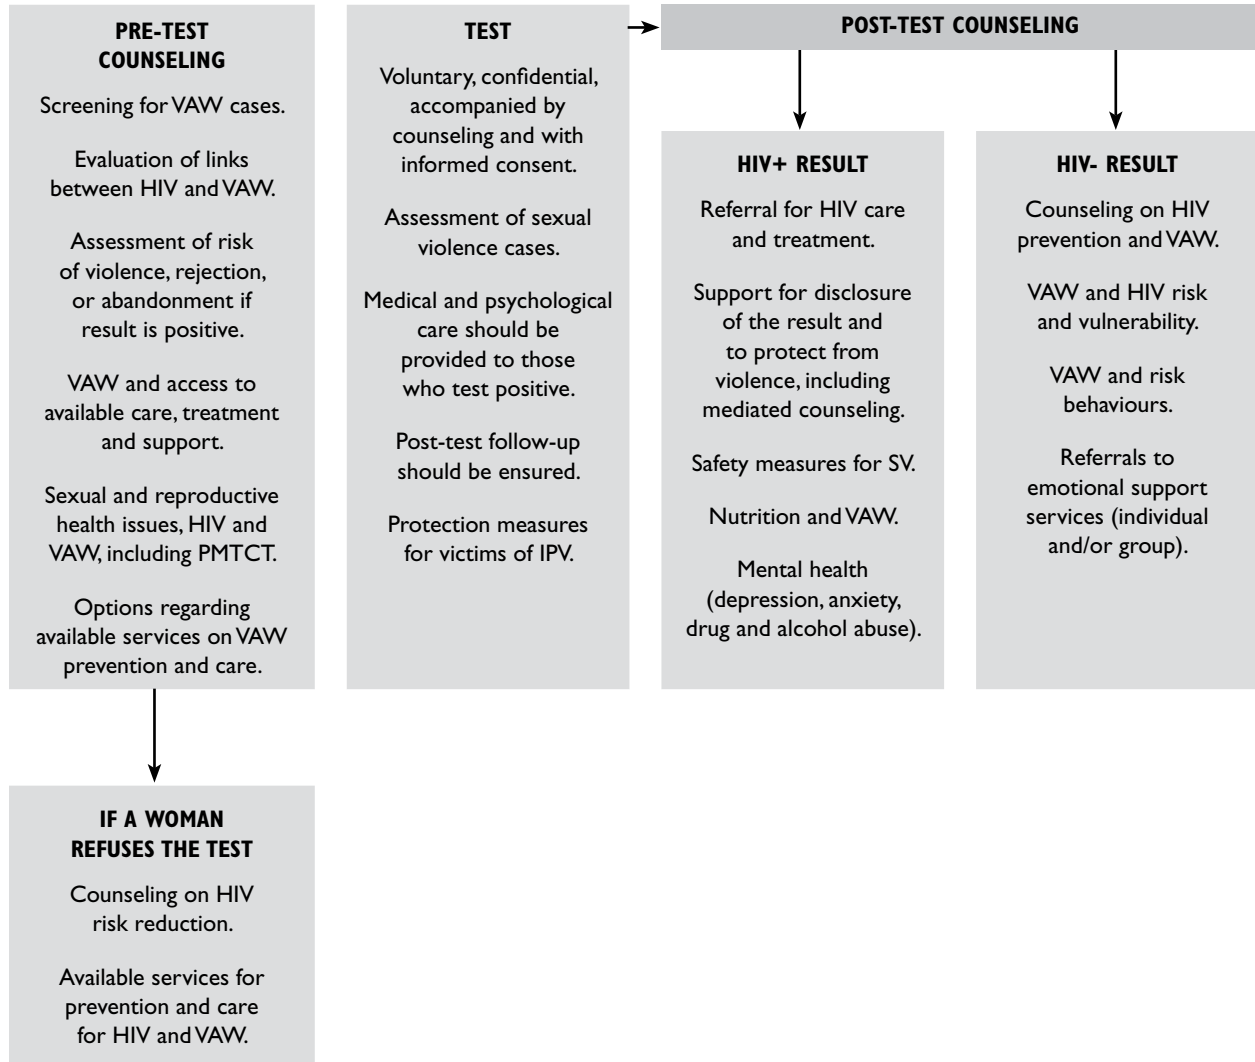 PRE-TEST
COUNSELING
Screening for VAW cases.
Evaluation of links
between HIV and VAW.
Assessment of risk
of violence, rejection,
or abandonment if
result is positive.
VAW and access to
available care, treatment
and support.
Sexual and reproductive
health issues, HIV and
VAW, including PMTCT.
Options regarding
available services on VAW
prevention and care.
IF A WOMAN
REFUSES THE TEST
Counseling on HIV
risk reduction.
Available services for
prevention and care
for HIV and VAW.
TEST
Voluntary, confidential,
accompanied by
counseling and with
informed consent.
Assessment of sexual
violence cases.
Medical and psychological
care should be
provided to those
who test positive.
Post-test follow-up
should be ensured.
Protection measures
for victims of IPV.
POST-TEST COUNSELING
HIV+ RESULT
Referral for HIV care
and treatment.
Support for disclosure
of the result and
to protect from
violence, including
mediated counseling.
Safety measures for SV.
Nutrition and VAW.
Mental health
(depression, anxiety,
drug and alcohol abuse).
HIV- RESULT
Counseling on HIV
prevention and VAW.
VAW and HIV risk
and vulnerability.
VAW and risk
behaviours.
Referrals to
emotional support
services (individual
and/or group).